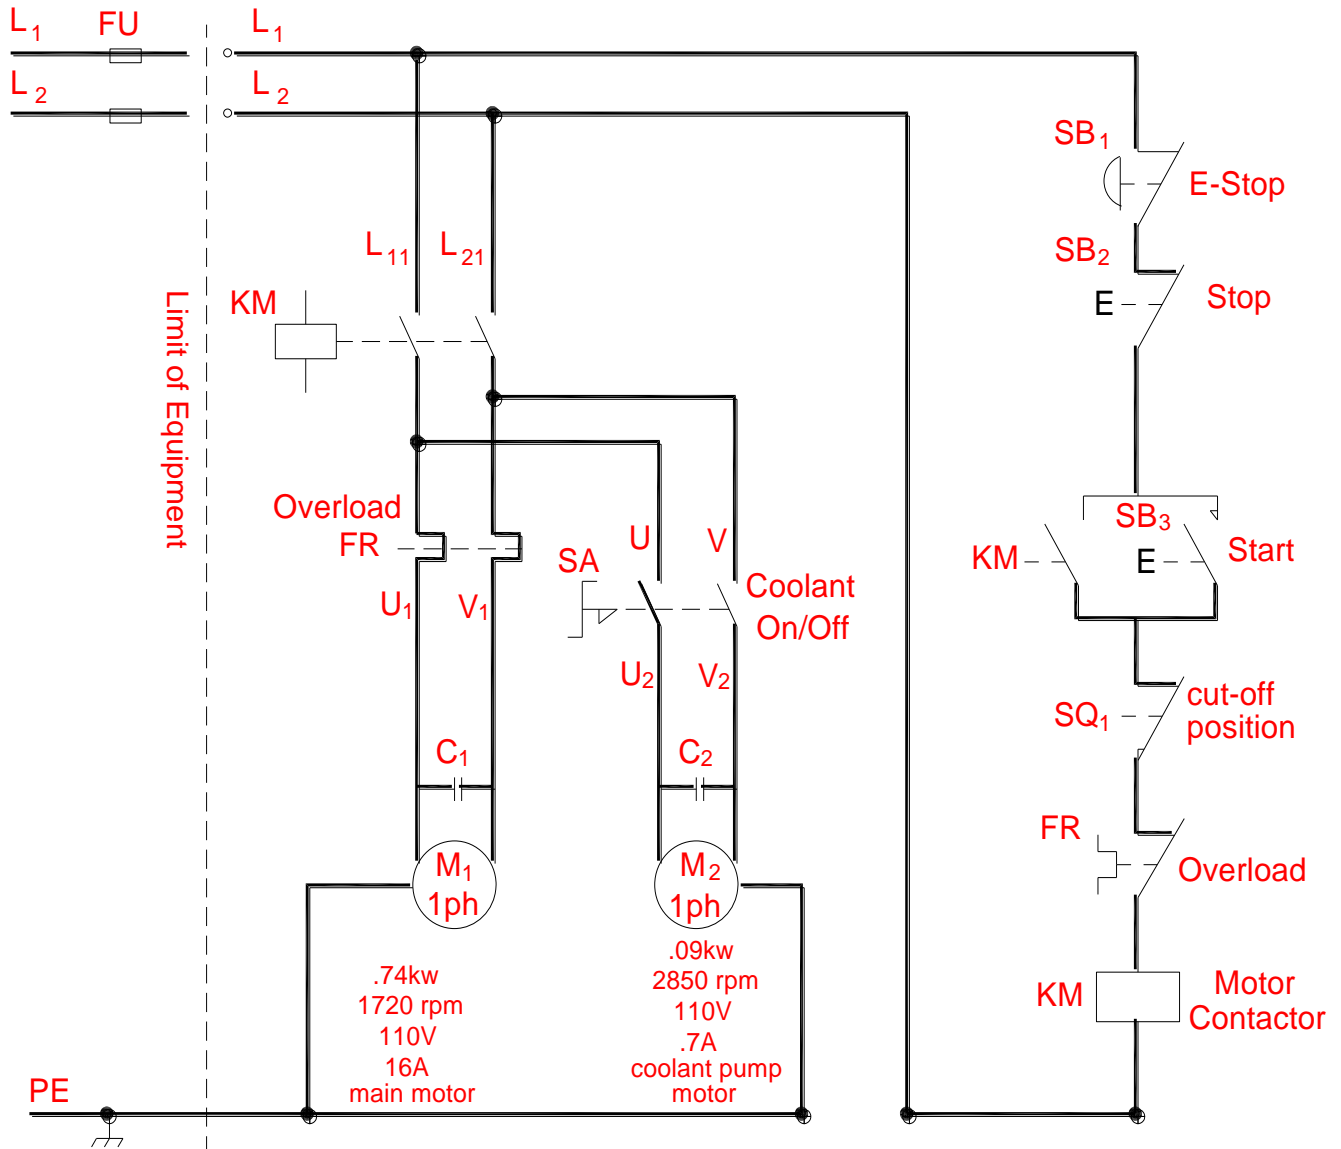 L1 FU L1
L2 L2
SB1
E-Stop
L11 L21
SB2
E Stop
KM
Limit of Equipment
Overload
FR
SA
U V
Coolant
On/Off
SB3
KM E Start
U1 V1
U2 V2
SQ1
cut-off
position
C1 C2
FR
Overload
M1
1ph
M2
1ph
.74kw
1720 rpm
110V
16A
main motor
.09kw
2850 rpm
110V
.7A
coolant pump
motor
KM
Motor
Contactor
PE